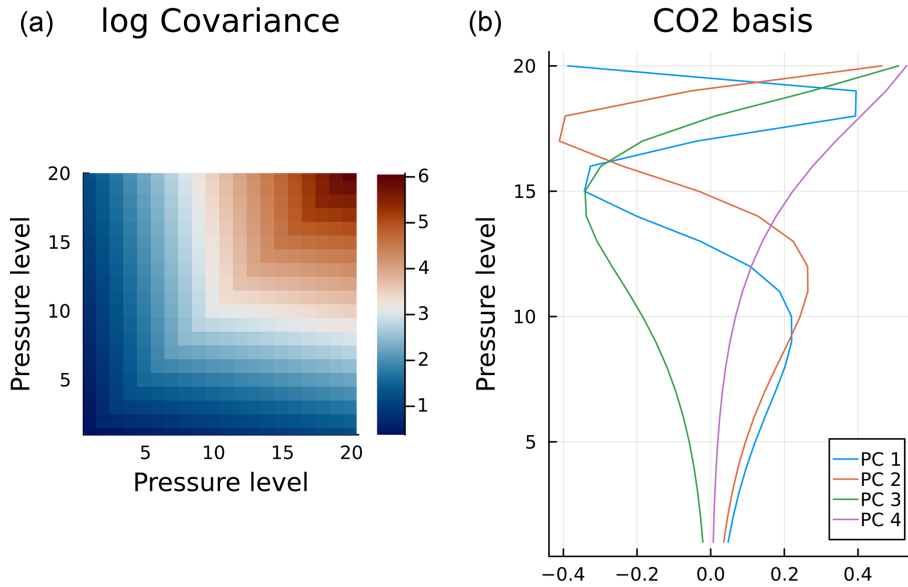 (a) log Covariance
20
15
10
5
5 10 15 20
Pressure level
Pressure level
6
5
4
3
2
1
(b) CO2 basis
20
15
10
5
Pressure level
−0.4 −0.2 0.0 0.2 0.4
PC 1
PC 2
PC 3
PC 4